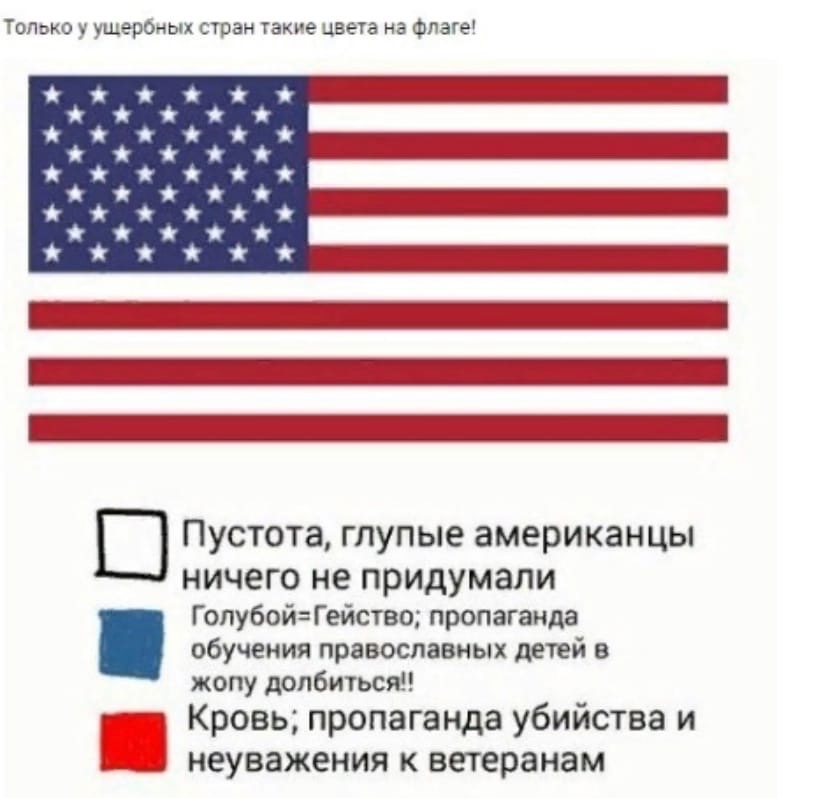 Только у ущербных стран такие цвета на флаге!
Пустота, глупые американцы
ничего не придумали
Голубой=Гейство; пропаганда
обучения православных детей в
жопу долбиться!!
Кровь; пропаганда убийства и
неуважения к ветеранам